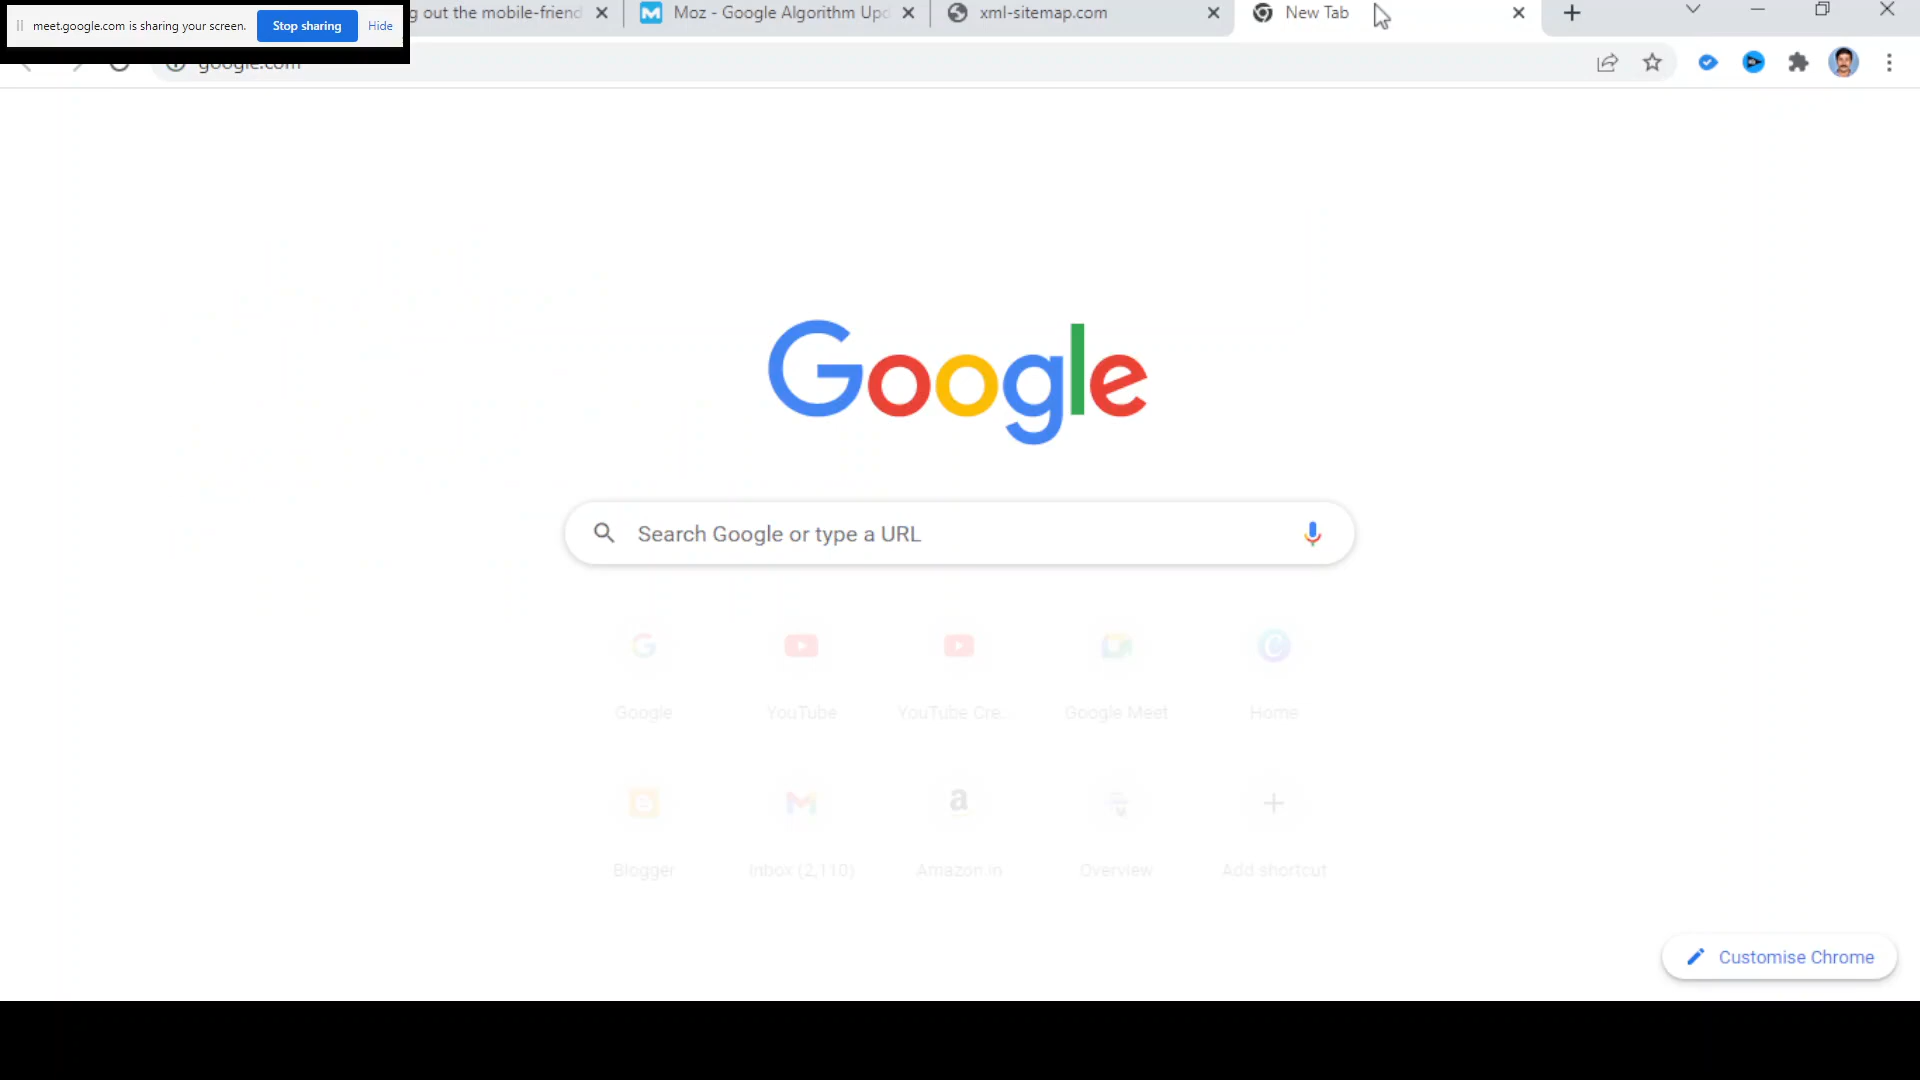 meet.google.com is sharing your screen. Stop sharing Hide
g out the mobile-friend
Moz - Google Algorithm Upd
xml-sitemap.com
New Tab
google.com
Google
Search Google or type a URL
Google YouTube YouTube Cre... Google Meet Home
Blogger Inbox (2,110) Amazon.in Overview Add shortcut
Customise Chrome